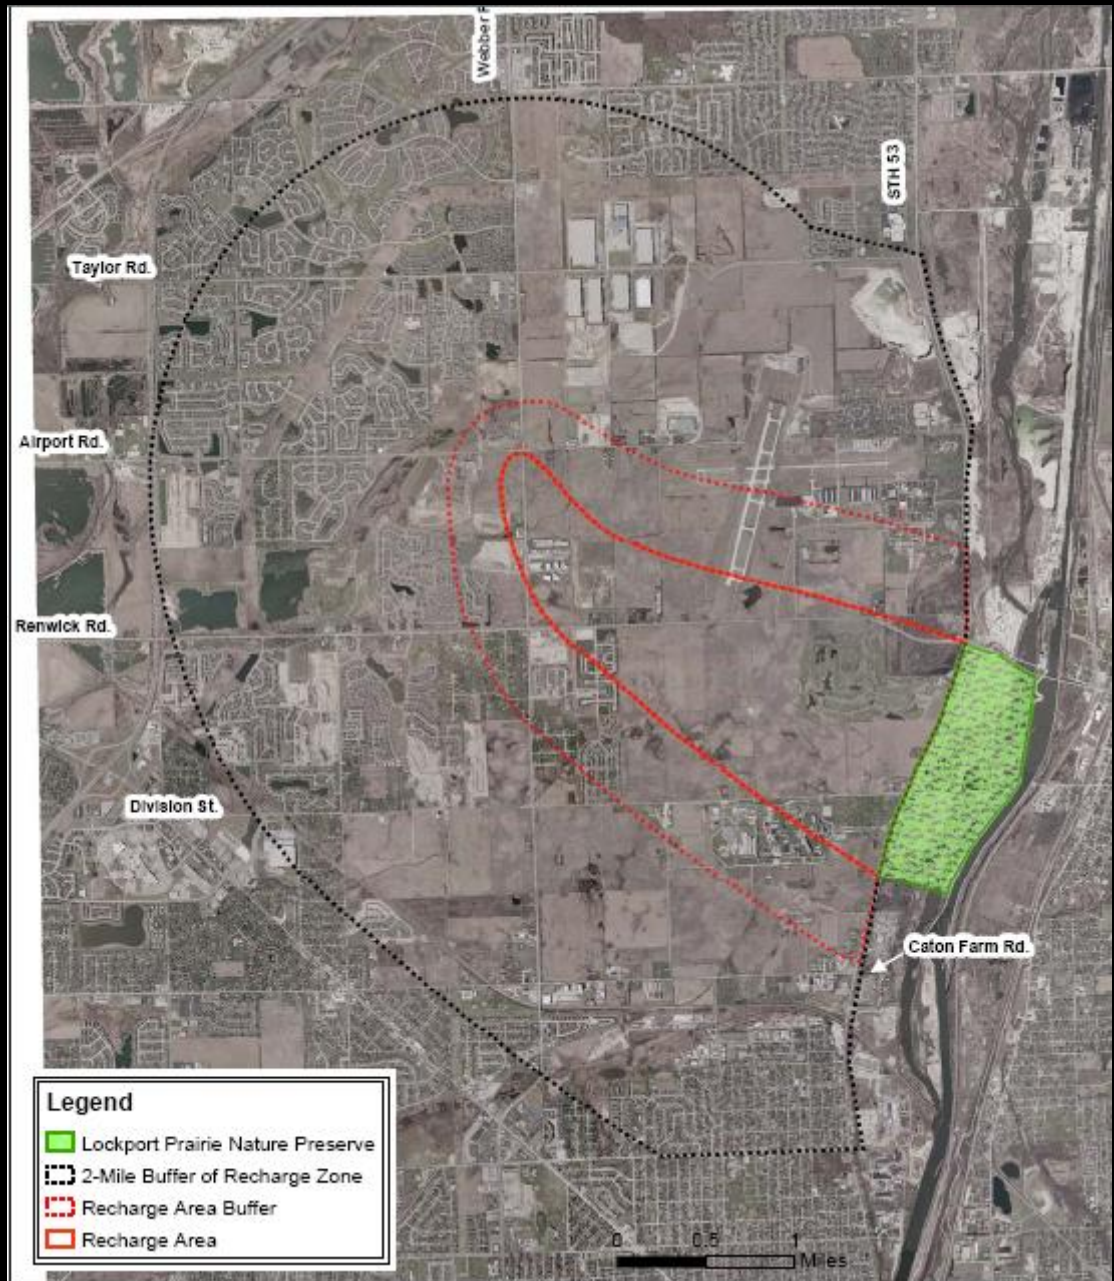 Webber
STH 53
Taylor Rd.
Airport Rd.
Renwick Rd.
Division St.
Caton Farm Rd.
Legend
Lockport Prairie Nature Preserve
2-Mile Buffer of Recharge Zone
Recharge Area Buffer
Recharge Area
0 0.5 1
Miles